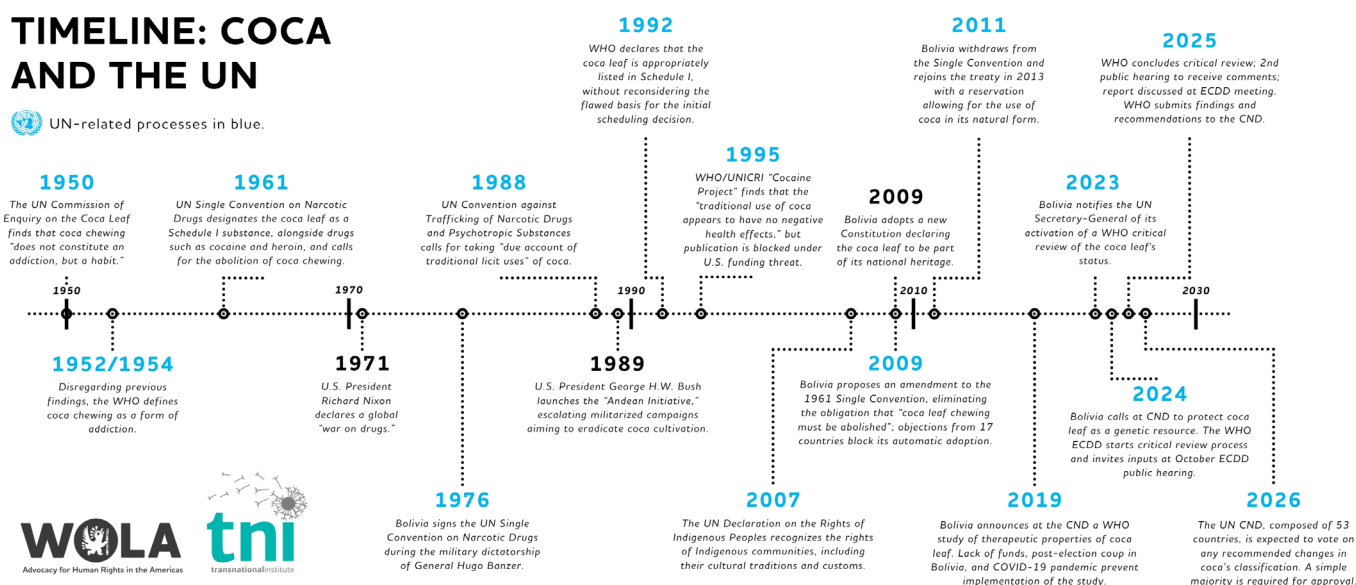 TIMELINE: COCA
AND THE UN
UN-related processes in blue.
1950
The UN Commission of
Enquiry on the Coca Leaf
finds that coca chewing
"does not constitute an
addiction, but a habit."
1961
UN Single Convention on Narcotic
Drugs designates the coca leaf as a
Schedule I substance, alongside drugs
such as cocaine and heroin, and calls
for the abolition of coca chewing.
1988
UN Convention against
Trafficking of Narcotic Drugs
and Psychotropic Substances
calls for taking "due account of
traditional licit uses" of coca.
1992
WHO declares that the
coca leaf is appropriately
listed in Schedule I,
without reconsidering the
flawed basis for the initial
scheduling decision.
1995
WHO/UNICRI "Cocaine
Project" finds that the
"traditional use of coca
appears to have no negative
health effects," but
publication is blocked under
U.S. funding threat.
2009
Bolivia adopts a new
Constitution declaring
the coca leaf to be part
of its national heritage.
2011
Bolivia withdraws from
the Single Convention and
rejoins the treaty in 2013
with a reservation
allowing for the use of
coca in its natural form.
2023
Bolivia notifies the UN
Secretary-General of its
activation of a WHO critical
review of the coca leaf's
status.
2025
WHO concludes critical review; 2nd
public hearing to receive comments;
report discussed at ECDD meeting.
WHO submits findings and
recommendations to the CND.
1950
1970
1990
2010
2030
1952/1954
Disregarding previous
findings, the WHO defines
coca chewing as a form of
addiction.
1971
U.S. President
Richard Nixon
declares a global
"war on drugs."
1976
Bolivia signs the UN Single
Convention on Narcotic Drugs
during the military dictatorship
of General Hugo Banzer.
1989
U.S. President George H.W. Bush
launches the "Andean Initiative,"
escalating militarized campaigns
aiming to eradicate coca cultivation.
2007
The UN Declaration on the Rights of
Indigenous Peoples recognizes the rights
of Indigenous communities, including
their cultural traditions and customs.
2009
Bolivia proposes an amendment to the
1961 Single Convention, eliminating
the obligation that "coca leaf chewing
must be abolished"; objections from 17
countries block its automatic adoption.
2019
Bolivia announces at the CND a WHO
study of therapeutic properties of coca
leaf. Lack of funds, post-election coup in
Bolivia, and COVID-19 pandemic prevent
implementation of the study.
2024
Bolivia calls at CND to protect coca
leaf as a genetic resource. The WHO
ECDD starts critical review process
and invites inputs at October ECDD
public hearing.
2026
The UN CND, composed of 53
countries, is expected to vote on
any recommended changes in
coca's classification. A simple
majority is required for approval.
WOLA
Advocacy for Human Rights in the Americas
tni
transnationalinstitute